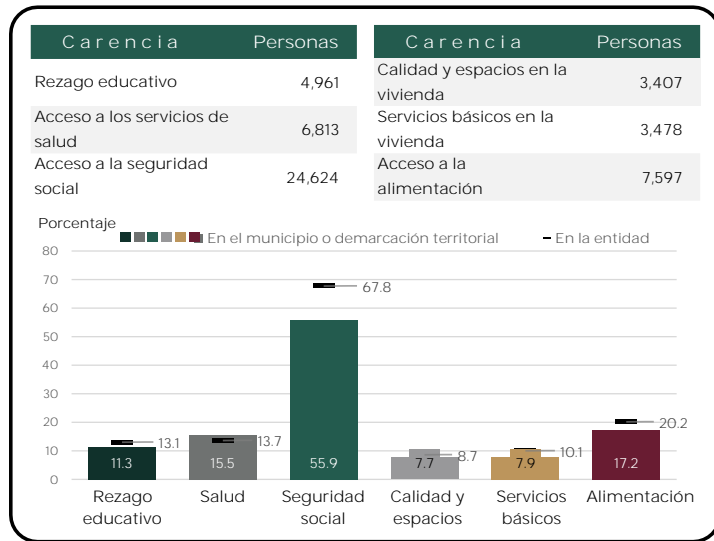 Carencia Personas
Rezago educativo 4,961
Acceso a los servicios de
salud 6,813
Acceso a la seguridad
social 24,624
Carencia Personas
Calidad y espacios en la
vivienda 3,407
Servicios básicos en la
vivienda 3,478
Acceso a la
alimentación 7,597
Porcentaje
En el municipio o demarcación territorial
En la entidad
80
70
60
50
40
30
20
10
0
11.3
13.1
15.5
13.7
55.9
67.8
7.7
8.7
7.9
10.1
17.2
20.2
Rezago
educativo
Salud
Seguridad
social
Calidad y
espacios
Servicios
básicos
Alimentación